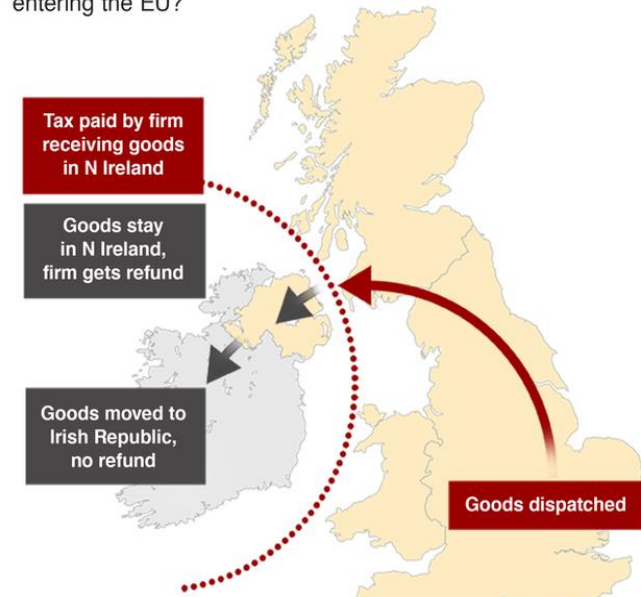 entering the EU?
Tax paid by firm
receiving goods
in N Ireland
Goods stay
in N Ireland,
firm gets refund
Goods moved to
Irish Republic,
no refund
Goods dispatched